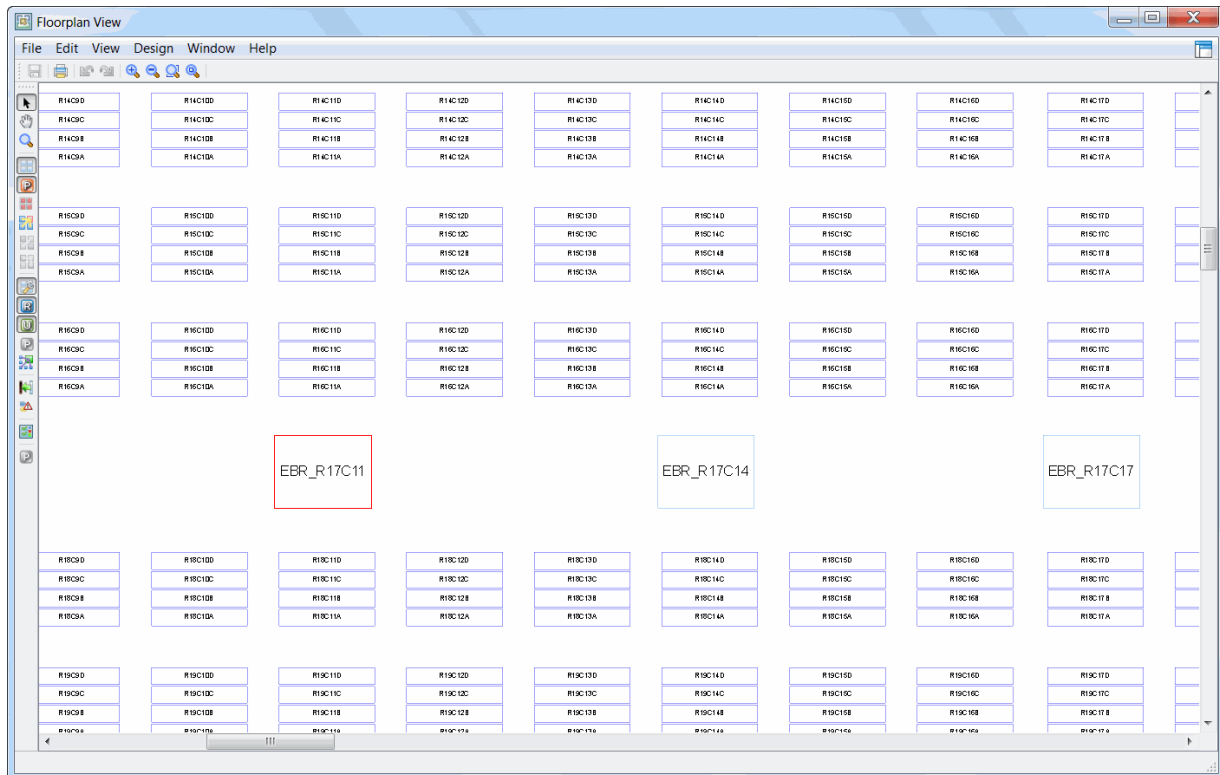 Floorplan View
File Edit View Design Window Help
R14C9D R14C10D R14C11D R14C12D R14C13D R14C14D R14C15D R14C16D R14C17D
R14C9C R14C10C R14C11C R14C12C R14C13C R14C14C R14C15C R14C16C R14C17C
R14C9B R14C10B R14C11B R14C12B R14C13B R14C14B R14C15B R14C16B R14C17B
R14C9A R14C10A R14C11A R14C12A R14C13A R14C14A R14C15A R14C16A R14C17A
R15C9D R15C10D R15C11D R15C12D R15C13D R15C14D R15C15D R15C16D R15C17D
R15C9C R15C10C R15C11C R15C12C R15C13C R15C14C R15C15C R15C16C R15C17C
R15C9B R15C10B R15C11B R15C12B R15C13B R15C14B R15C15B R15C16B R15C17B
R15C9A R15C10A R15C11A R15C12A R15C13A R15C14A R15C15A R15C16A R15C17A
R16C9D R16C10D R16C11D R16C12D R16C13D R16C14D R16C15D R16C16D R16C17D
R16C9C R16C10C R16C11C R16C12C R16C13C R16C14C R16C15C R16C16C R16C17C
R16C9B R16C10B R16C11B R16C12B R16C13B R16C14B R16C15B R16C16B R16C17B
R16C9A R16C10A R16C11A R16C12A R16C13A R16C14A R16C15A R16C16A R16C17A
EBR_R17C11 EBR_R17C14 EBR_R17C17
R18C9D R18C10D R18C11D R18C12D R18C13D R18C14D R18C15D R18C16D R18C17D
R18C9C R18C10C R18C11C R18C12C R18C13C R18C14C R18C15C R18C16C R18C17C
R18C9B R18C10B R18C11B R18C12B R18C13B R18C14B R18C15B R18C16B R18C17B
R18C9A R18C10A R18C11A R18C12A R18C13A R18C14A R18C15A R18C16A R18C17A
R19C9D R19C10D R19C11D R19C12D R19C13D R19C14D R19C15D R19C16D R19C17D
R19C9C R19C10C R19C11C R19C12C R19C13C R19C14C R19C15C R19C16C R19C17C
R19C9B R19C10B R19C11B R19C12B R19C13B R19C14B R19C15B R19C16B R19C17B